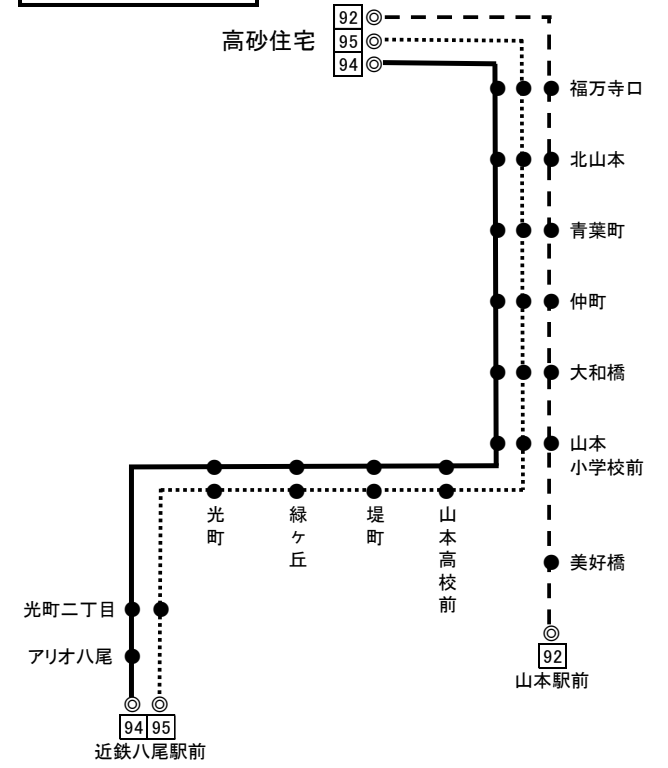 92
高砂住宅
95
94
福万寺口
北山本
青葉町
仲町
大和橋
山本
小学校前
光町
緑ヶ丘
堤町
山本高校前
美好橋
光町二丁目
アリオ八尾
92
山本駅前
94 95
近鉄八尾駅前